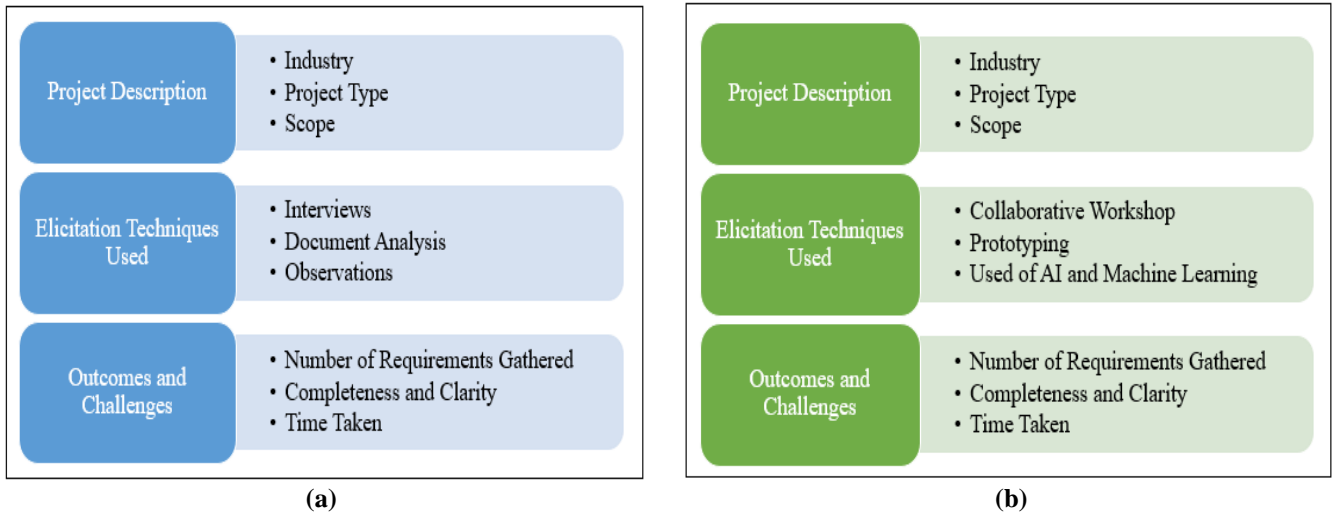 Project Description
• Industry
• Project Type
• Scope
Elicitation Techniques
Used
• Interviews
• Document Analysis
• Observations
Outcomes and
Challenges
• Number of Requirements Gathered
• Completeness and Clarity
• Time Taken
(a)
Project Description
• Industry
• Project Type
• Scope
Elicitation Techniques
Used
• Collaborative Workshop
• Prototyping
• Used of AI and Machine Learning
Outcomes and
Challenges
• Number of Requirements Gathered
• Completeness and Clarity
• Time Taken
(b)